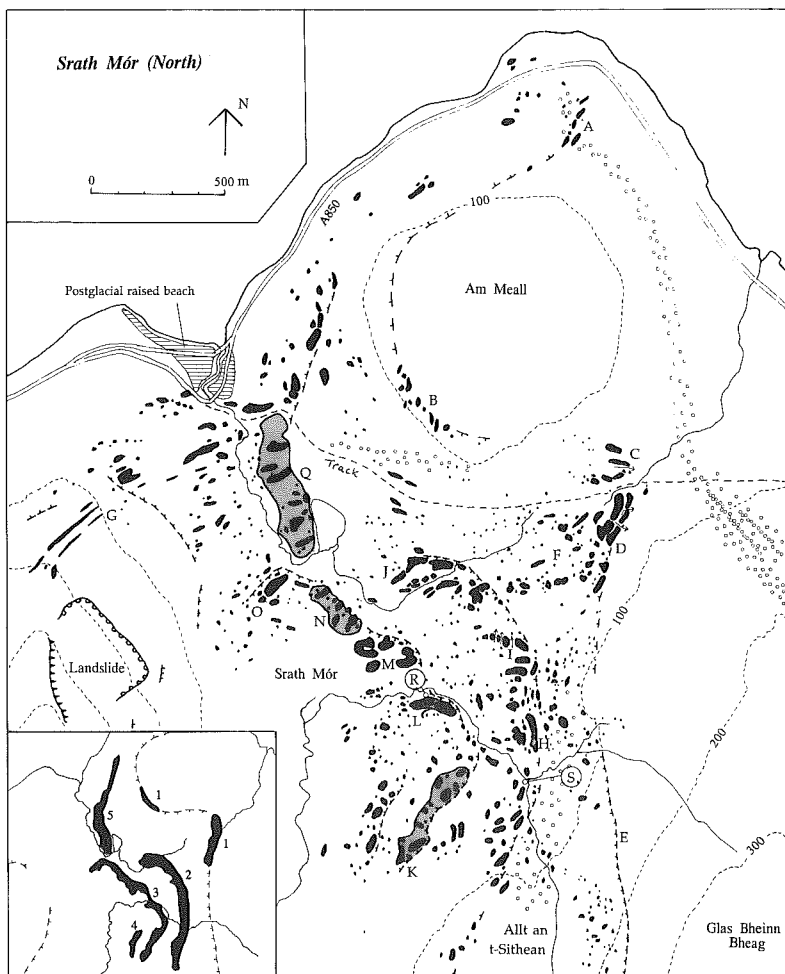 Srath Mór (North)
N
0 500 m
A850
100
A
Am Meall
Postglacial raised beach
B
C
Track
Q
G
D
F
J
100
O
N
I
Landslide
M
Srath Mór
R
L
200
H
S
E
K
300
Allt an
t-Sithean
Glas Bheinn
Bheag
1
5
1
2
3
4